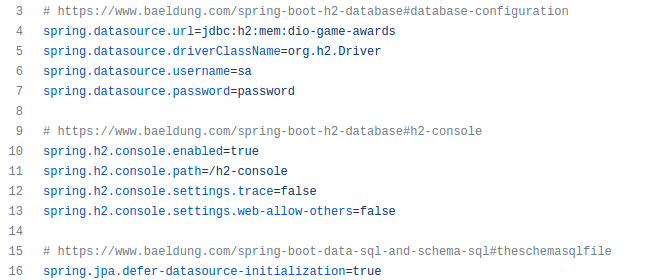 3 # https://www.baeldung.com/spring-boot-h2-database#database-configuration
4 spring.datasource.url=jdbc:h2:mem:dio-game-awards
5 spring.datasource.driverClassName=org.h2.Driver
6 spring.datasource.username=sa
7 spring.datasource.password=password
8
9 # https://www.baeldung.com/spring-boot-h2-database#h2-console
10 spring.h2.console.enabled=true
11 spring.h2.console.path=/h2-console
12 spring.h2.console.settings.trace=false
13 spring.h2.console.settings.web-allow-others=false
14
15 # https://www.baeldung.com/spring-boot-data-sql-and-schema-sql#theschemasqlfile
16 spring.jpa.defer-datasource-initialization=true